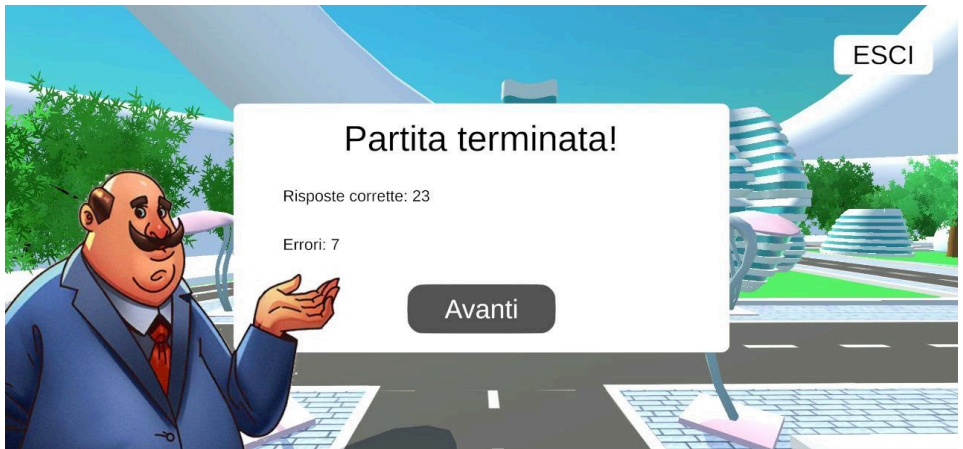 ESCI
Partita terminata!
Risposte corrette: 23
Errori: 7
Avanti